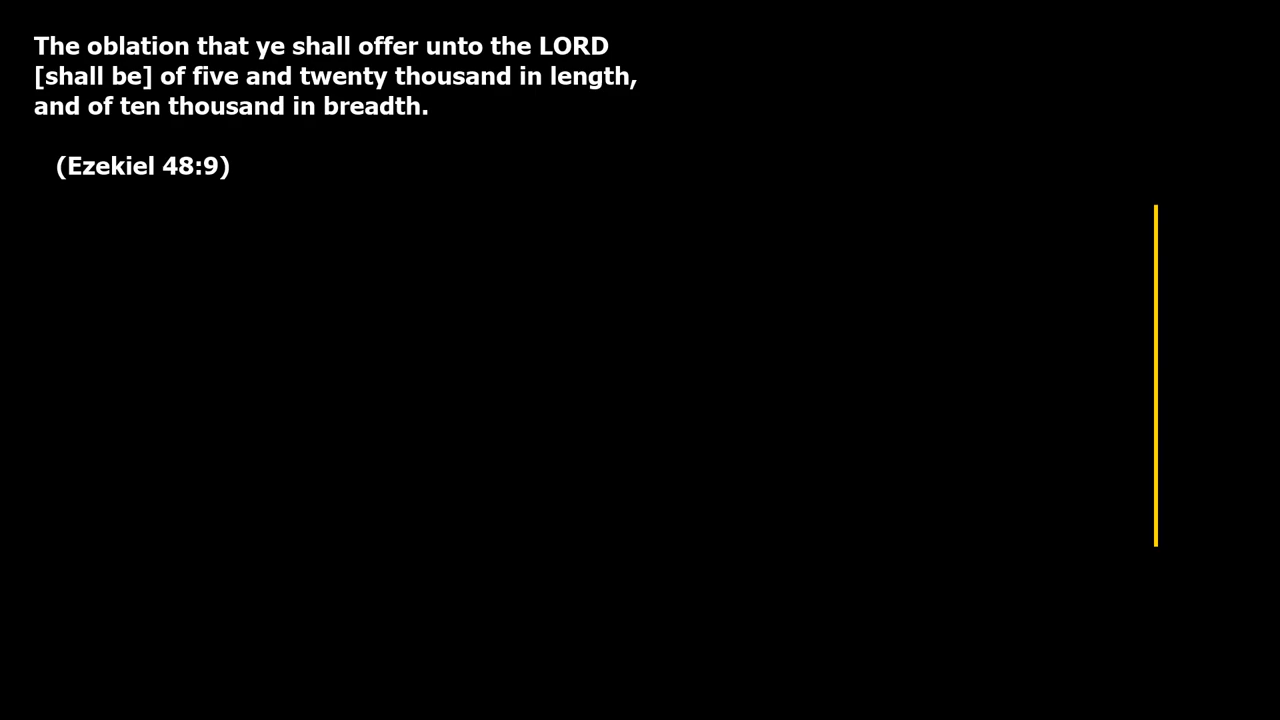 The oblation that ye shall offer unto the LORD
[shall be] of five and twenty thousand in length,
and of ten thousand in breadth.
(Ezekiel 48:9)